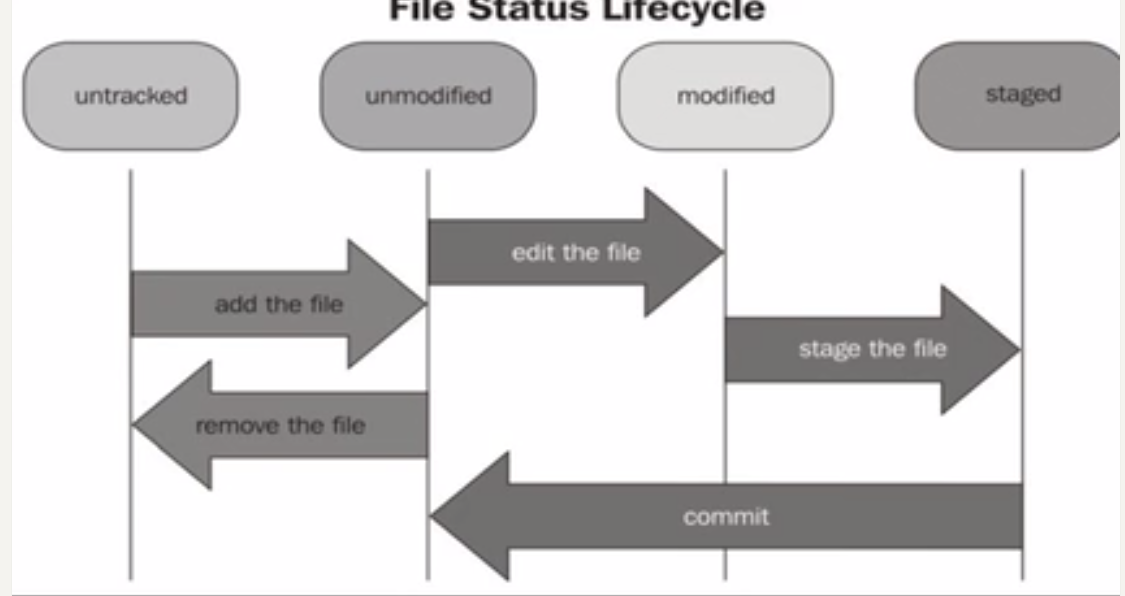 File Status Lifecycle
untracked
unmodified
modified
staged
edit the file
add the file
stage the file
remove the file
commit